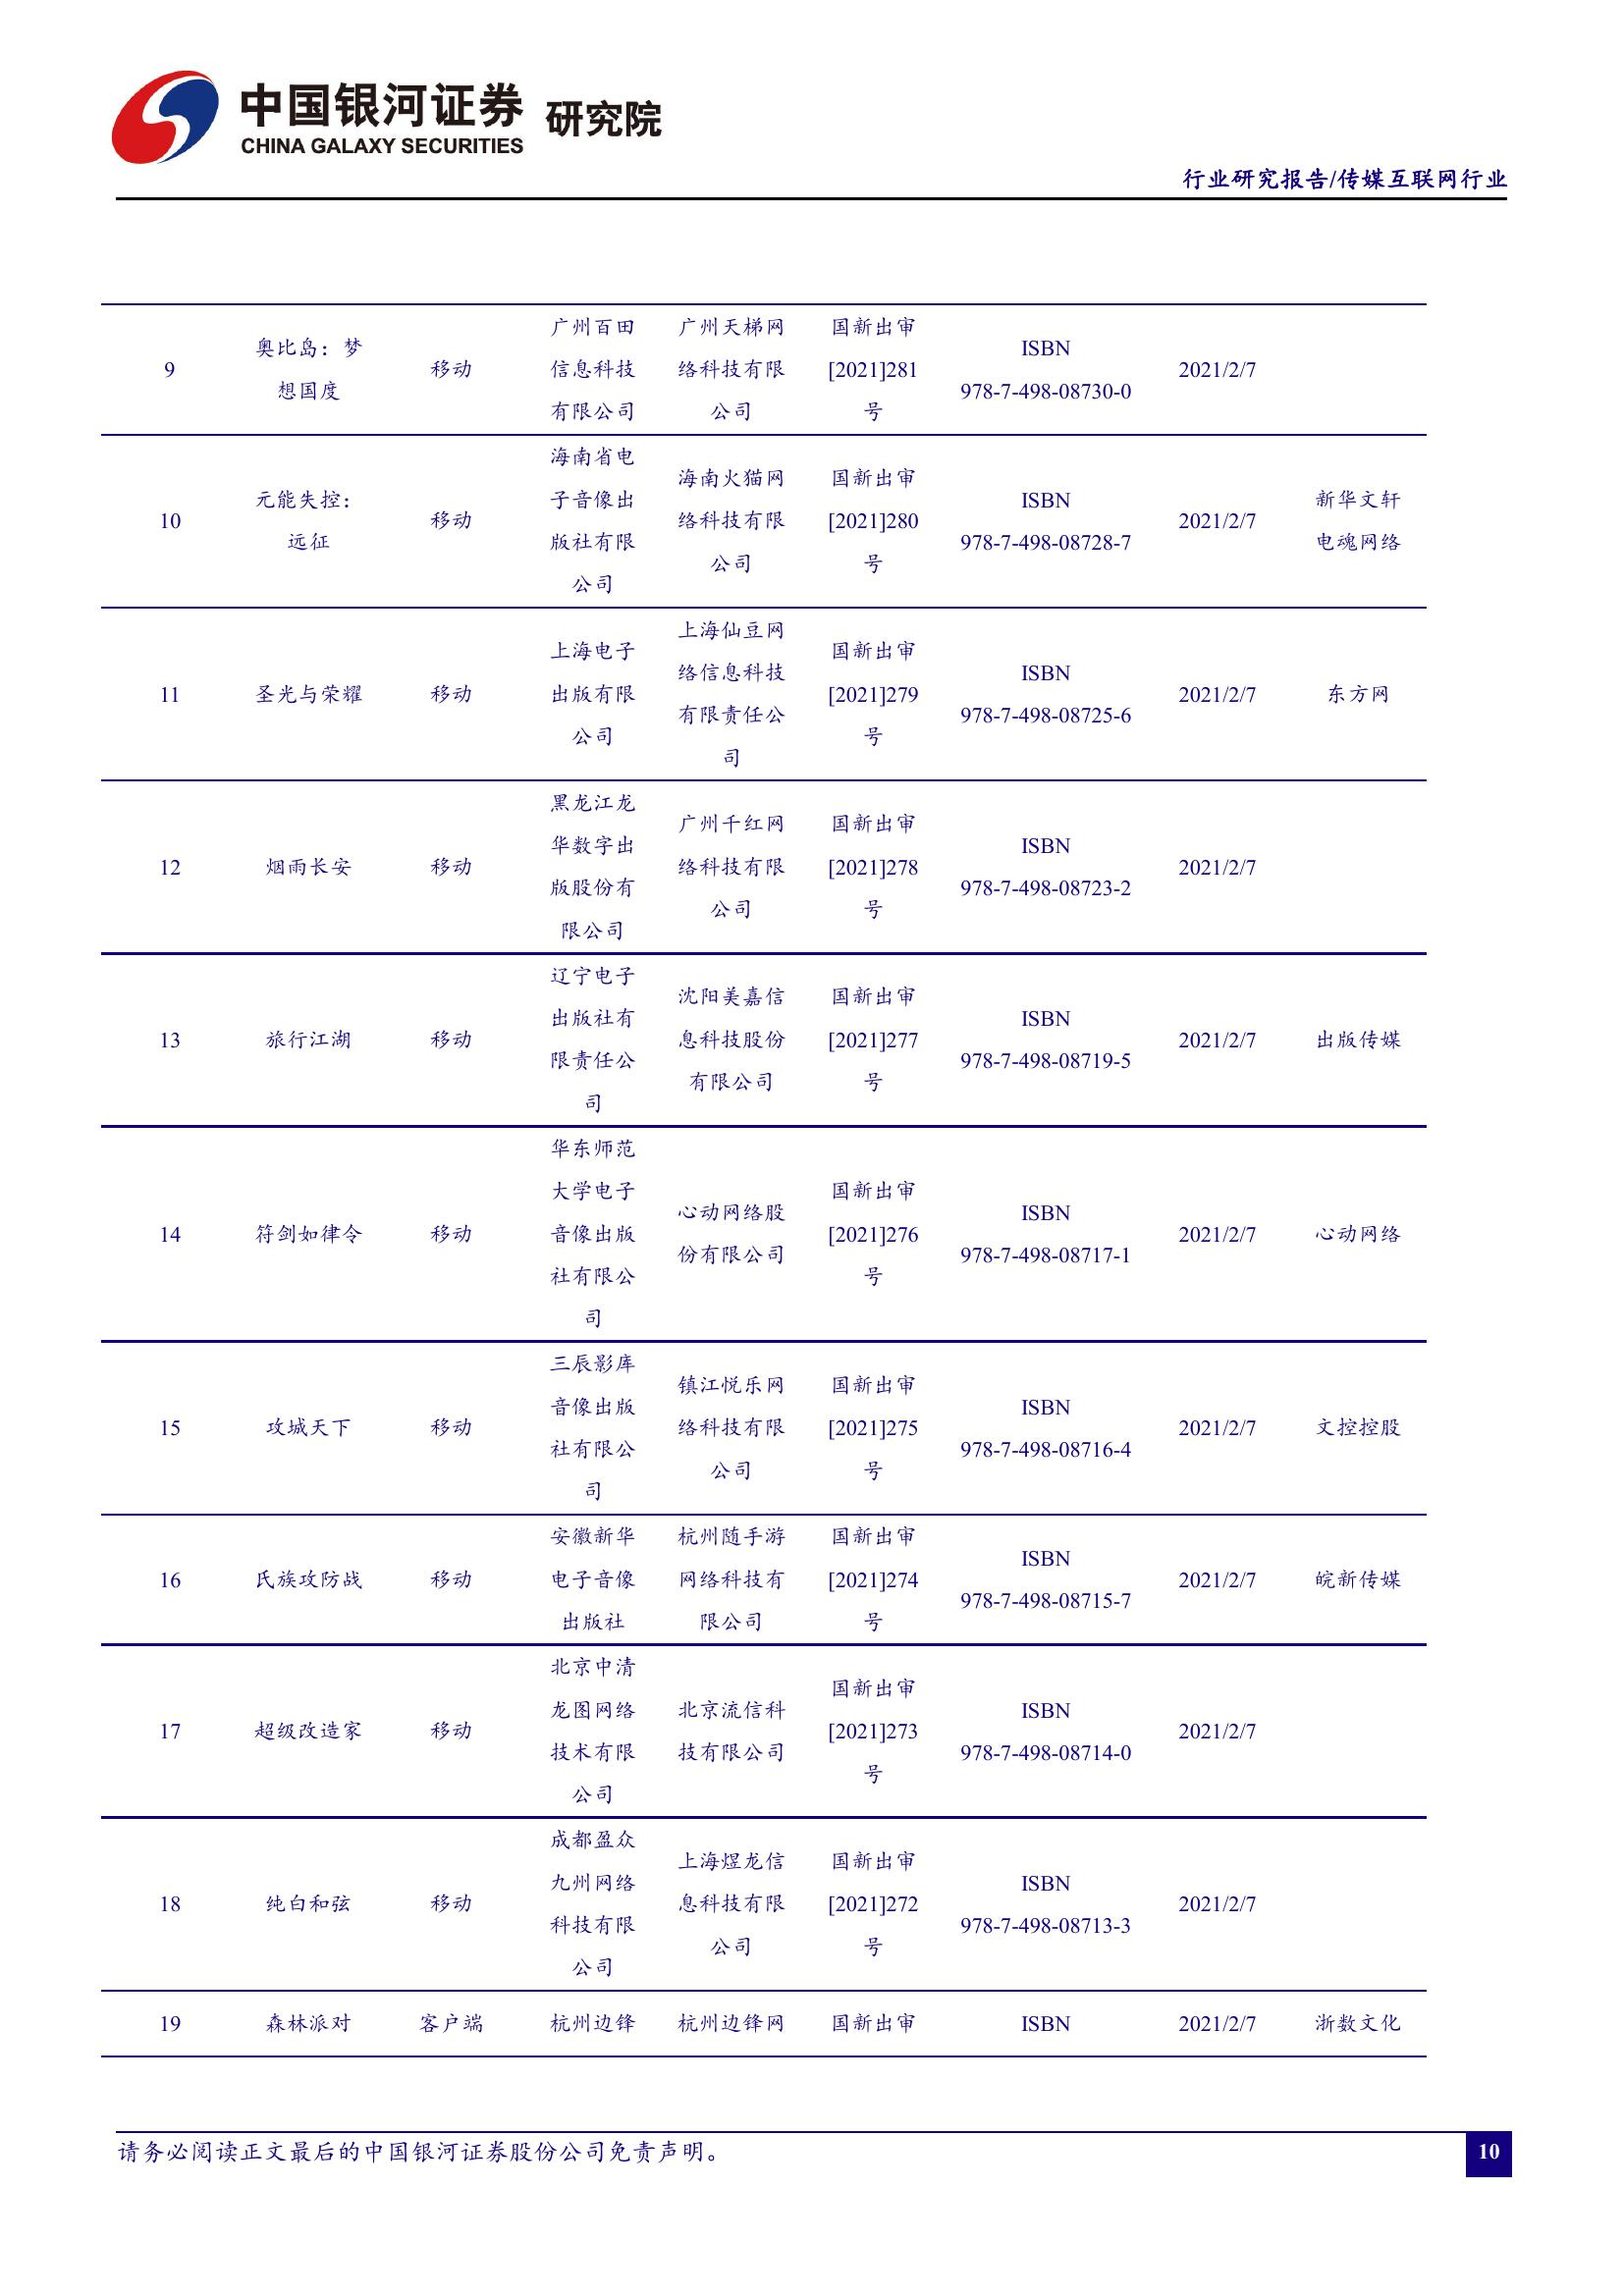 中国银河证券 研究院
CHINA GALAXY SECURITIES
行业研究报告/传媒互联网行业
9
奥比岛：梦
想国度
移动
广州百田
信息科技
有限公司
广州天梯网
络科技有限
公司
国新出审
[2021]281
号
ISBN
978-7-498-08730-0
2021/2/7
10
元能失控：
远征
移动
海南省电
子音像出
版社有限
公司
海南火猫网
络科技有限
公司
国新出审
[2021]280
号
ISBN
978-7-498-08728-7
2021/2/7
新华文轩
电魂网络
11
圣光与荣耀
移动
上海电子
出版有限
公司
上海仙豆网
络信息科技
有限责任公
司
国新出审
[2021]279
号
ISBN
978-7-498-08725-6
2021/2/7
东方网
12
烟雨长安
移动
黑龙江龙
华数字出
版股份有
限公司
广州千红网
络科技有限
公司
国新出审
[2021]278
号
ISBN
978-7-498-08723-2
2021/2/7
13
旅行江湖
移动
辽宁电子
出版社有
限责任公
司
沈阳美嘉信
息科技股份
有限公司
国新出审
[2021]277
号
ISBN
978-7-498-08719-5
2021/2/7
出版传媒
14
符剑如律令
移动
华东师范
大学电子
音像出版
社有限公
司
心动网络股
份有限公司
国新出审
[2021]276
号
ISBN
978-7-498-08717-1
2021/2/7
心动网络
15
攻城天下
移动
三辰影库
音像出版
社有限公
司
镇江悦乐网
络科技有限
公司
国新出审
[2021]275
号
ISBN
978-7-498-08716-4
2021/2/7
文控控股
16
民族攻防战
移动
安徽新华
电子音像
出版社
杭州随手游
网络科技有
限公司
国新出审
[2021]274
号
ISBN
978-7-498-08715-7
2021/2/7
皖新传媒
17
超级改造家
移动
北京中清
龙图网络
技术有限
公司
北京流信科
技有限公司
国新出审
[2021]273
号
ISBN
978-7-498-08714-0
2021/2/7
18
纯白和弦
移动
成都盈众
九州网络
科技有限
公司
上海煜龙信
息科技有限
公司
国新出审
[2021]272
号
ISBN
978-7-498-08713-3
2021/2/7
19
森林派对
客户端
杭州边锋
杭州边锋网
国新出审
ISBN
2021/2/7
浙数文化
请务必阅读正文最后的中国银河证券股份公司免责声明。
10